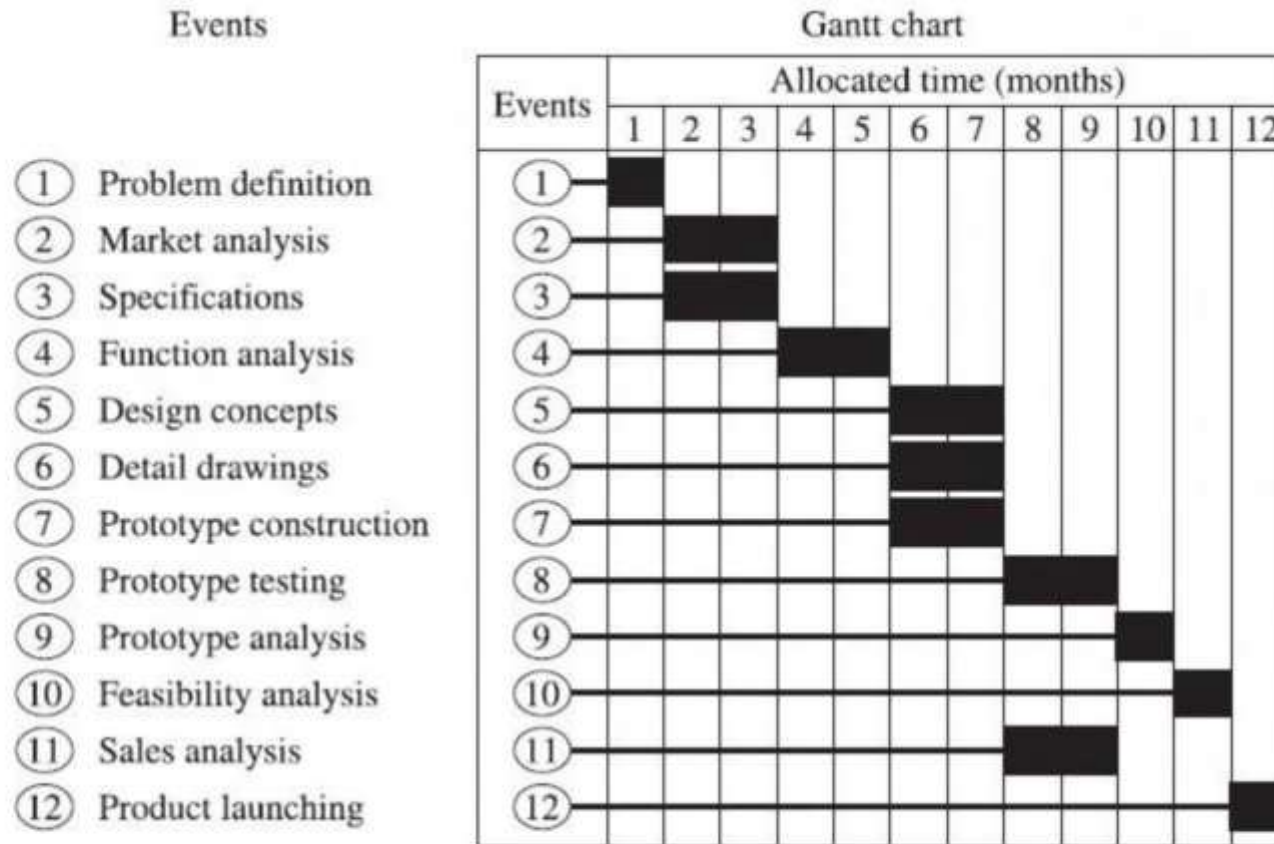 Events Gantt chart
Events Allocated time (months)
1 2 3 4 5 6 7 8 9 10 11 12
1 Problem definition 1
2 Market analysis 2
3 Specifications 3
4 Function analysis 4
5 Design concepts 5
6 Detail drawings 6
7 Prototype construction 7
8 Prototype testing 8
9 Prototype analysis 9
10 Feasibility analysis 10
11 Sales analysis 11
12 Product launching 12